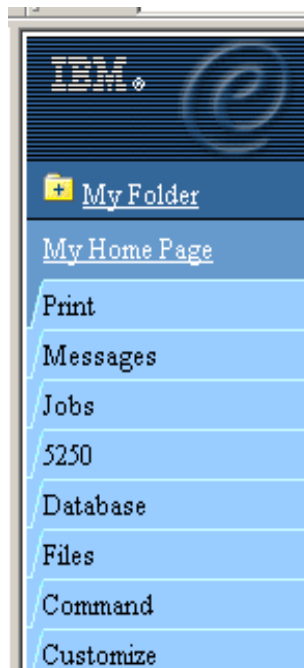 IBM®
My Folder
My Home Page
Print
Messages
Jobs
5250
Database
Files
Command
Customize